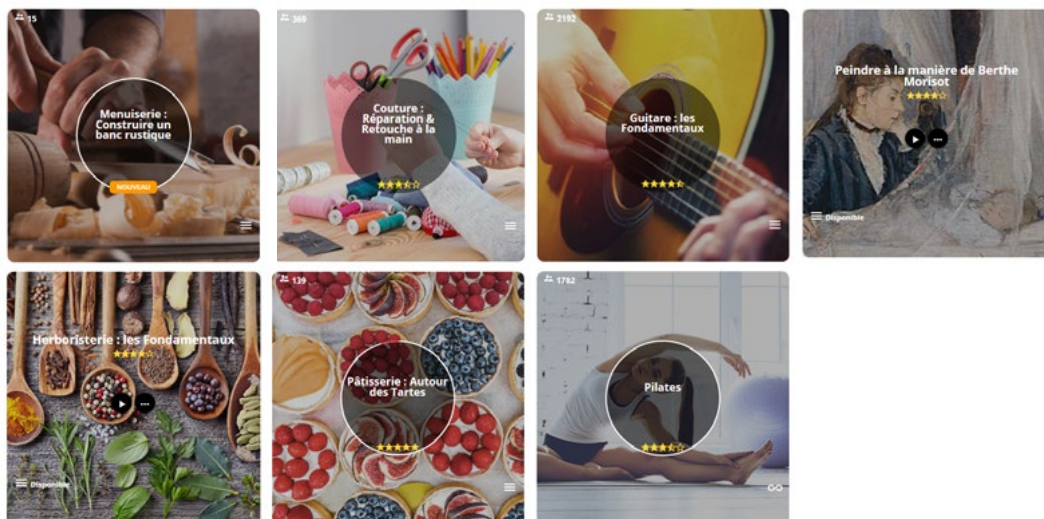 15
Menuiserie :
Construire un
banc rustique
NOUVEAU
369
Couture :
Réparation &
Retouche à la
main
2192
Guitare : les
Fondamentaux
Peindre à la manière de Berthe
Morisot
Disponible
Herboristerie : les Fondamentaux
Disponible
139
Pâtisserie : Autour
des Tartes
1782
Pilates